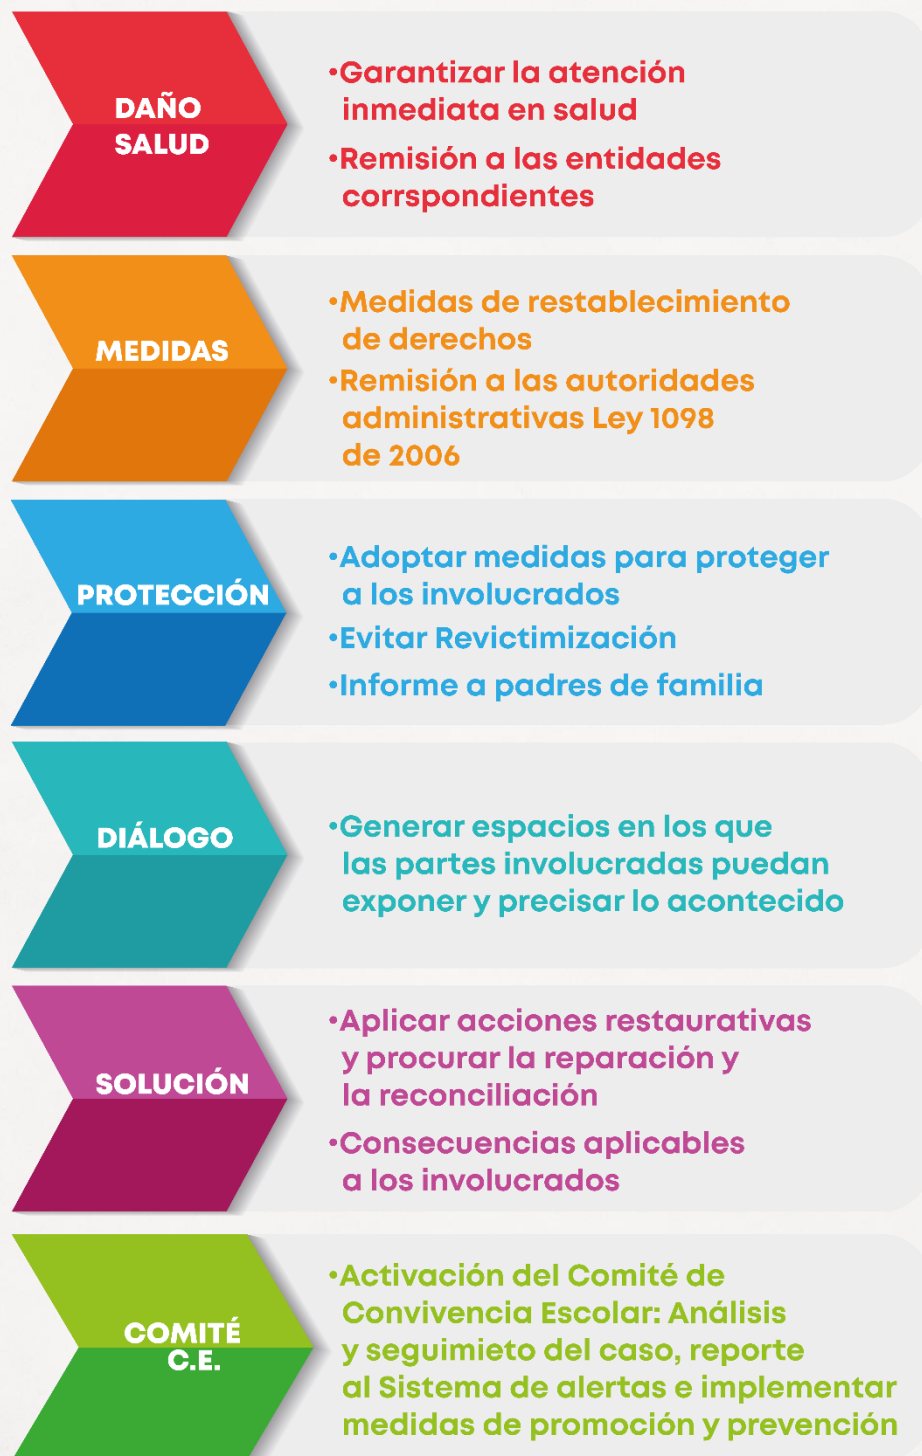 DAÑO
SALUD
•Garantizar la atención
inmediata en salud
•Remisión a las entidades
corrspondientes
MEDIDAS
•Medidas de restablecimiento
de derechos
•Remisión a las autoridades
administrativas Ley 1098
de 2006
PROTECCIÓN
•Adoptar medidas para proteger
a los involucrados
•Evitar Revictimización
•Informe a padres de familia
DIÁLOGO
•Generar espacios en los que
las partes involucradas puedan
exponer y precisar lo acontecido
SOLUCIÓN
•Aplicar acciones restaurativas
y procurar la reparación y
la reconciliación
•Consecuencias aplicables
a los involucrados
COMITÉ
C.E.
•Activación del Comité de
Convivencia Escolar: Análisis
y seguimieto del caso, reporte
al Sistema de alertas e implementar
medidas de promoción y prevención